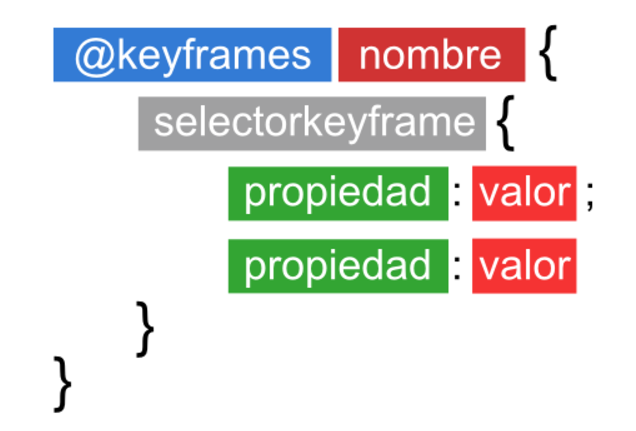 @keyframes nombre {
selectorkeyframe {
propiedad : valor ;
propiedad : valor
}
}